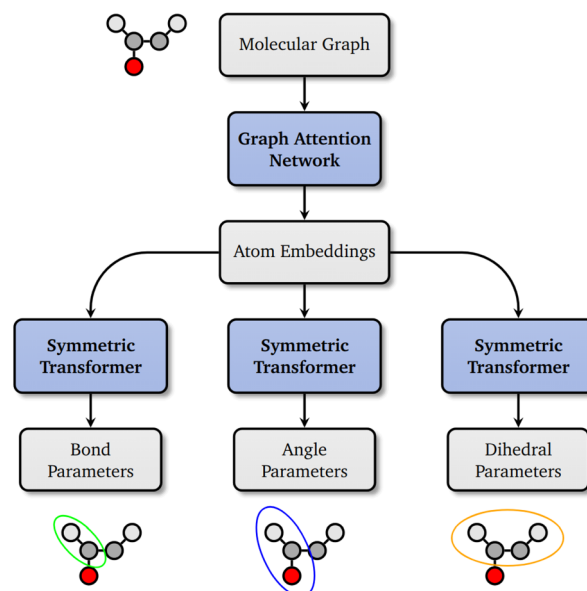 Molecular Graph
Graph Attention
Network
Atom Embeddings
Symmetric
Transformer
Symmetric
Transformer
Symmetric
Transformer
Bond
Parameters
Angle
Parameters
Dihedral
Parameters